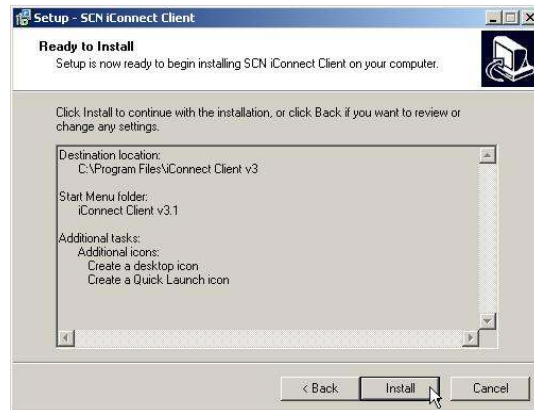 Setup - SCN iConnect Client
Ready to Install
Setup is now ready to begin installing SCN iConnect Client on your computer.
Click Install to continue with the installation, or click Back if you want to review or
change any settings.
Destination location:
C:\Program Files\iConnect Client v3
Start Menu folder:
iConnect Client v3.1
Additional tasks:
Additional icons:
Create a desktop icon
Create a Quick Launch icon
< Back
Install
Cancel